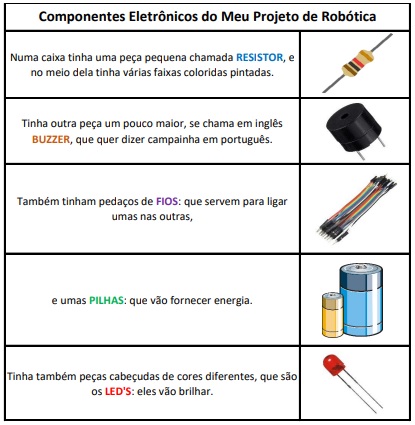 Componentes Eletrônicos do Meu Projeto de Robótica
Numa caixa tinha uma peça pequena chamada RESISTOR, e
no meio dela tinha várias faixas coloridas pintadas.
Tinha outra peça um pouco maior, se chama em inglês
BUZZER, que quer dizer campainha em português.
Também tinham pedaços de FIOS: que servem para ligar
umas nas outras,
e umas PILHAS: que vão fornecer energia.
Tinha também peças cabeçudas de cores diferentes, que são
os LED'S: eles vão brilhar.